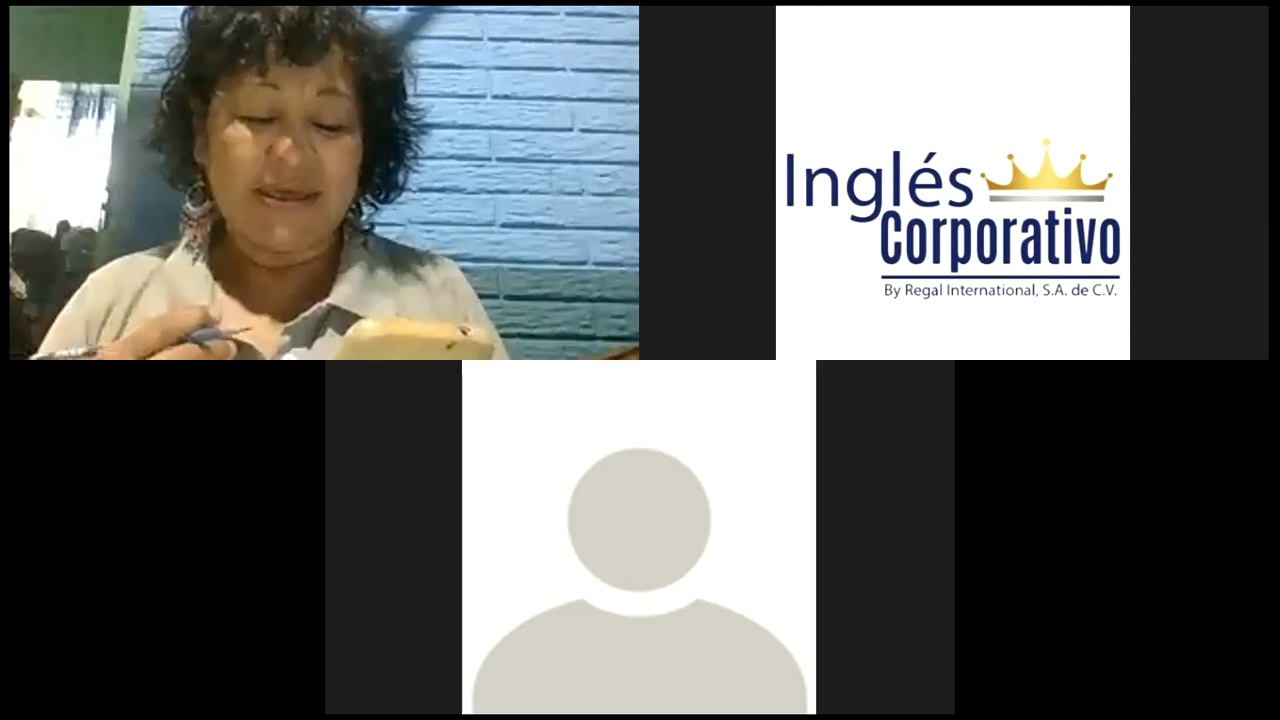 Inglés
Corporativo
By Regal International, S.A. de C.V.